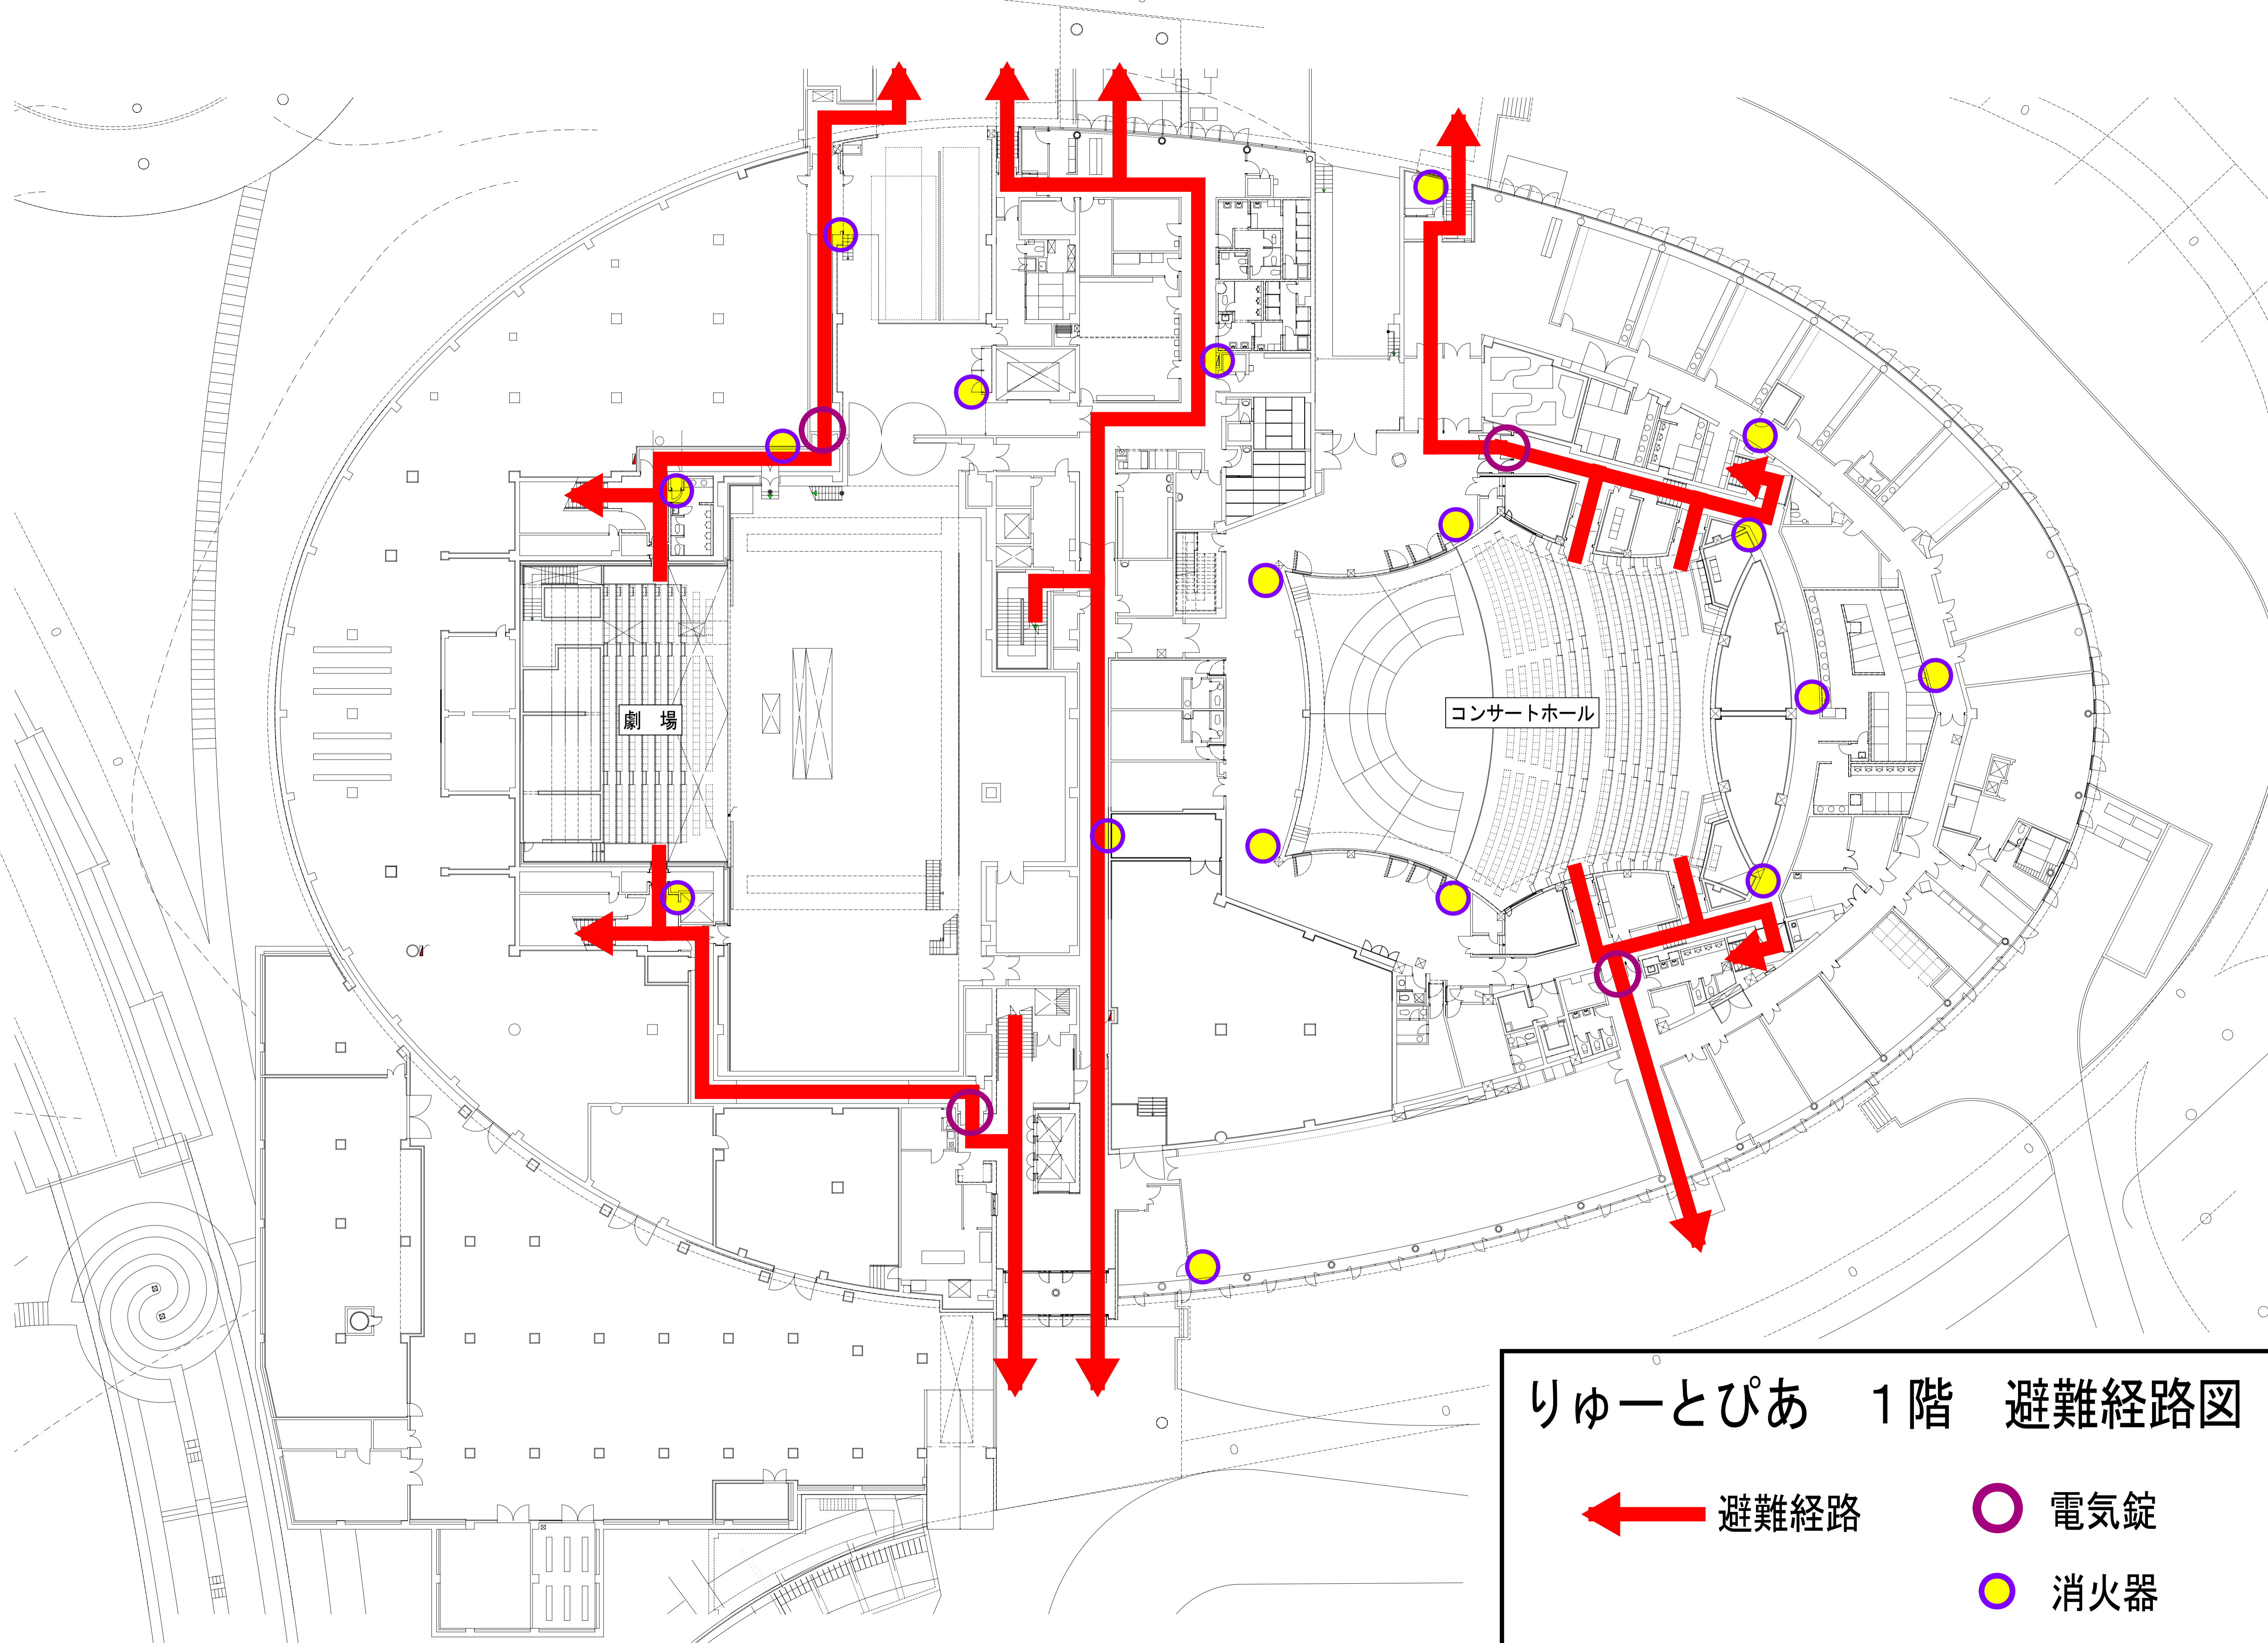 劇　場
コンサートホール
りゅーとぴあ　１階　避難経路図
避難経路
電気錠
消火器